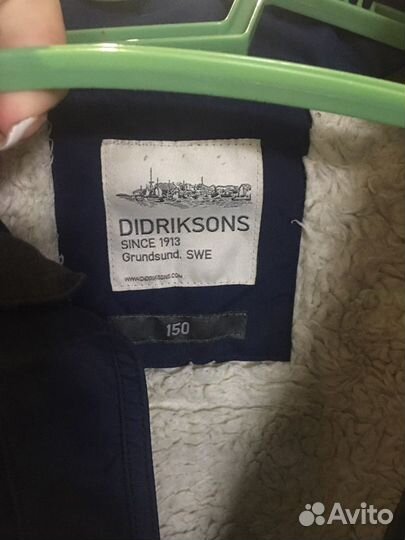 DIDRIKSONS
SINCE 1913
Grundsund, SWE
WWW.DIDRIKSONS.COM
150
Avito